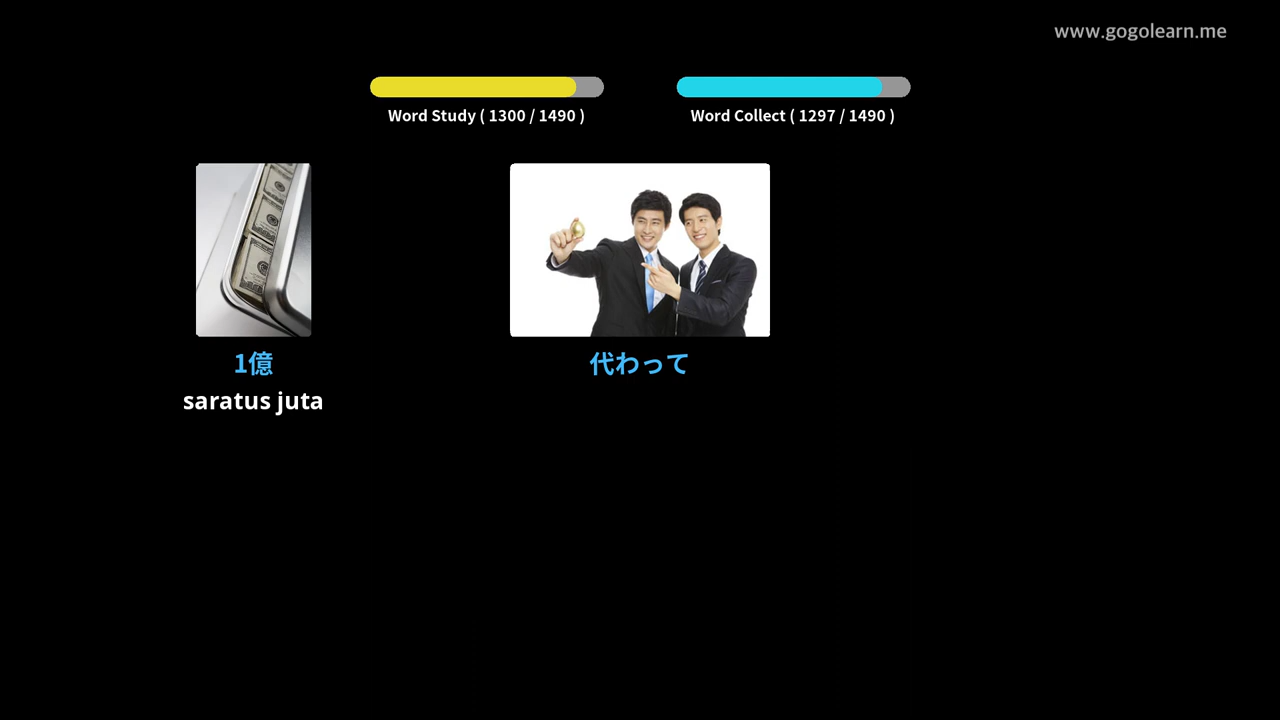 www.gogolearn.me
Word Study ( 1300 / 1490 )
Word Collect ( 1297 / 1490 )
1億
saratus juta
代わって